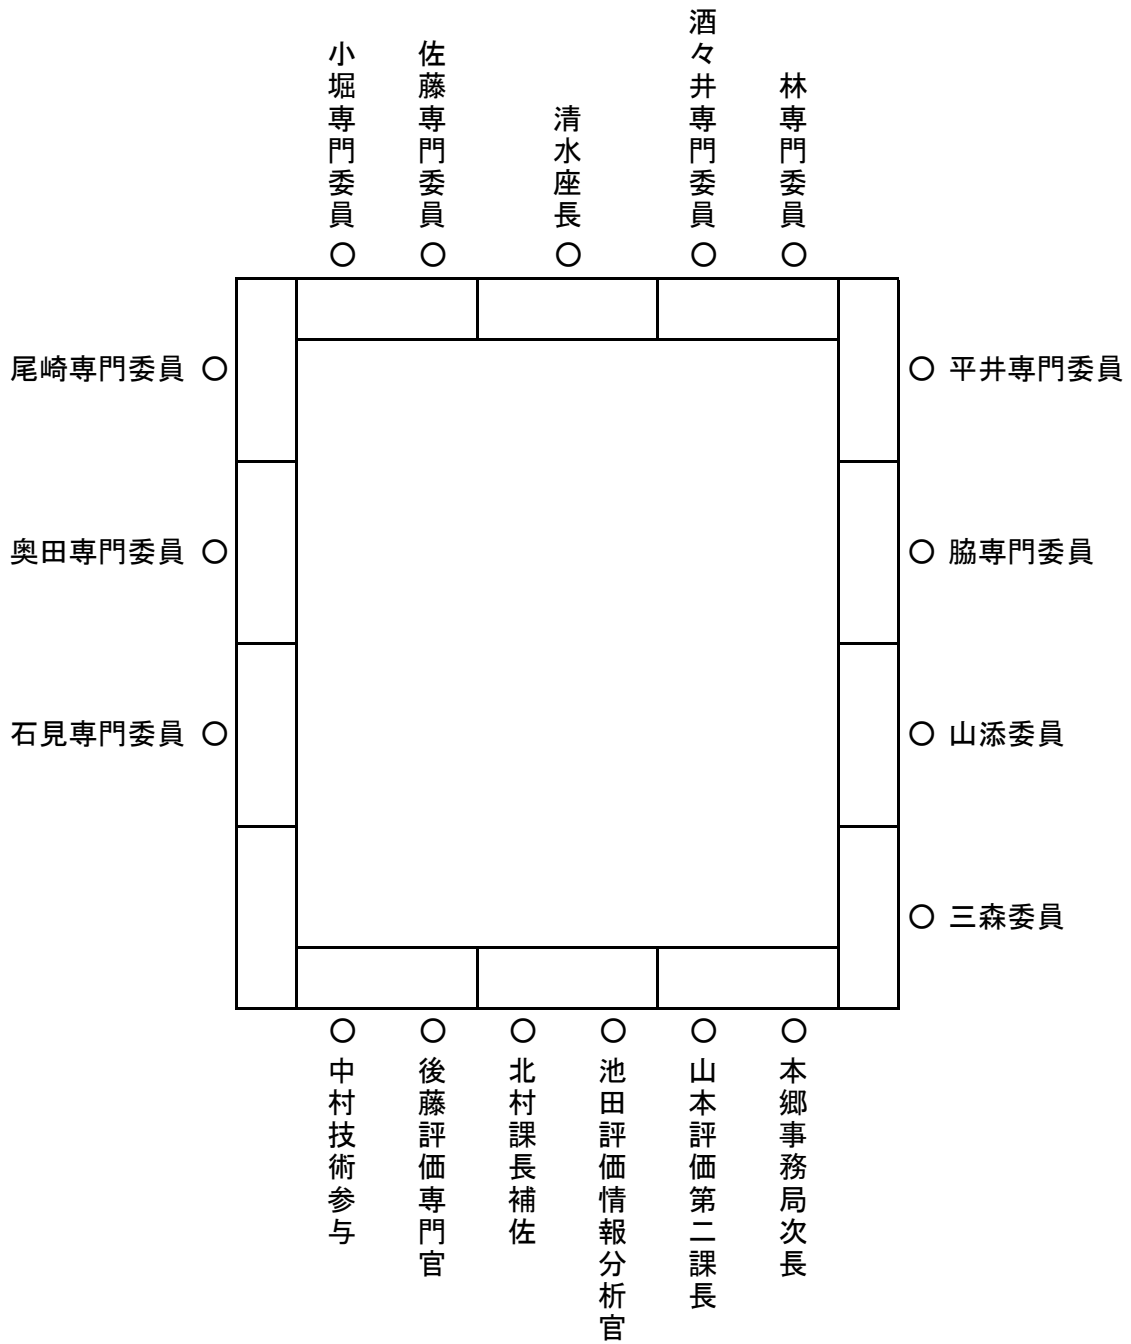 小堀専門委員
佐藤専門委員
清水座長
酒々井専門委員
林専門委員
尾崎専門委員
平井専門委員
奥田専門委員
脇専門委員
石見専門委員
山添委員
三森委員
中村技術参与
後藤評価専門官
北村課長補佐
池田評価情報分析官
山本評価第二課長
本郷事務局次長